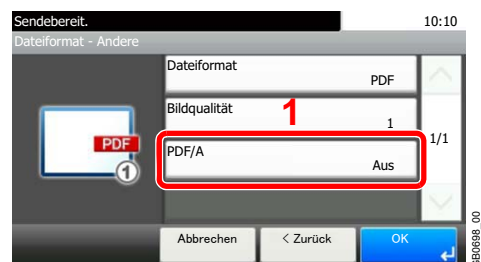 Sendebereit. 10:10
Dateiformat - Andere
Dateiformat
PDF
Bildqualität
1
1
PDF/A
Aus
1/1
PDF
1
Abbrechen < Zurück OK
GB0698_00